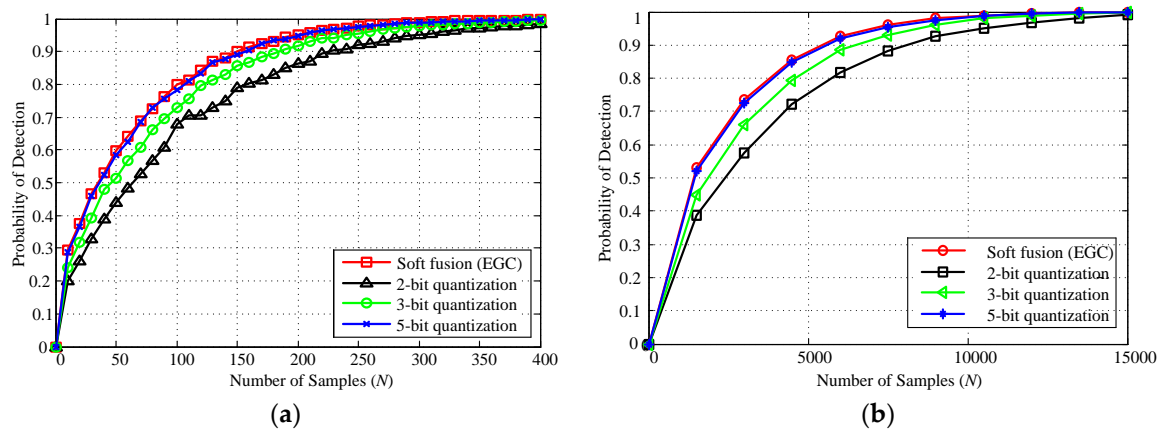 1
0.9
0.8
0.7
0.6
0.5
0.4
0.3
0.2
0.1
0
Probability of Detection
Soft fusion (EGC)
2-bit quantization
3-bit quantization
5-bit quantization
0 50 100 150 200 250 300 350 400
Number of Samples (N)
(a)
1
0.9
0.8
0.7
0.6
0.5
0.4
0.3
0.2
0.1
0
Probability of Detection
Soft fusion (EGC)
2-bit quantization
3-bit quantization
5-bit quantization
0 5000 10000 15000
Number of Samples (N)
(b)